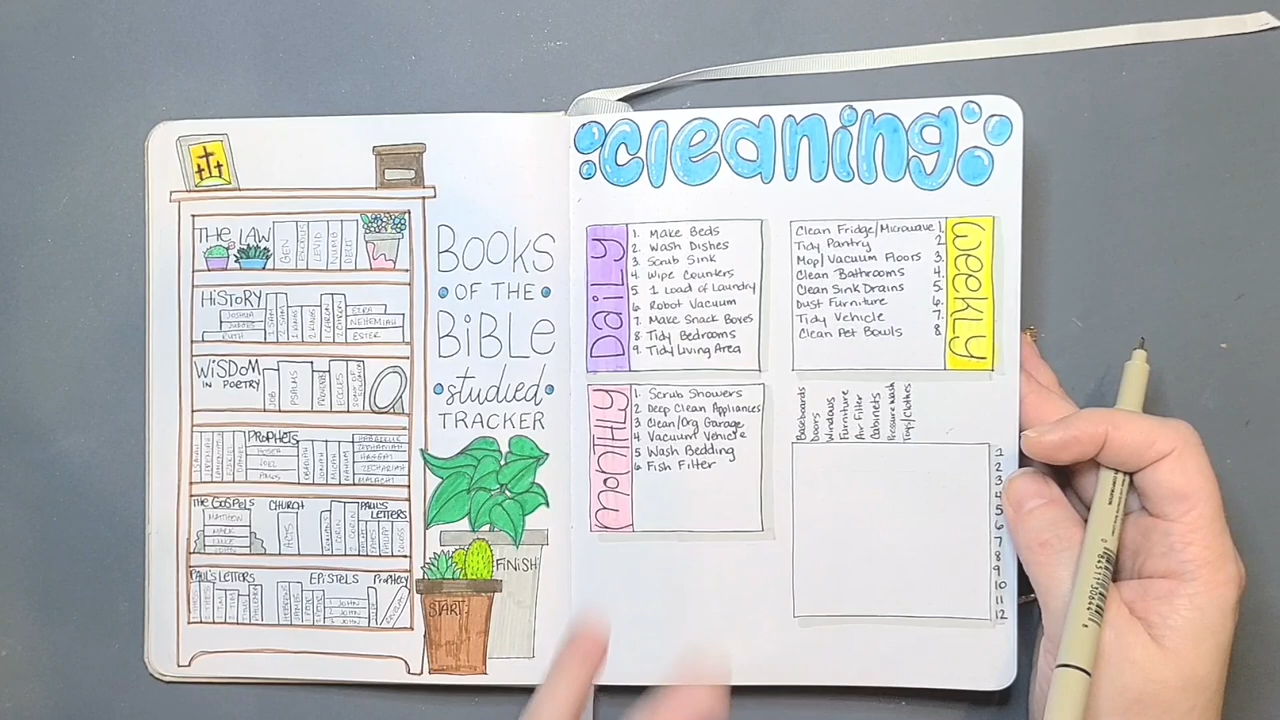 THE LAW
GEN
EXODUS
LEVID
NUMB
DEUT
HISTORY
JOSHUA
JUDGES
RUTH
1 SAM
2 SAM
1 KINGS
2 KINGS
1 CHRON
2 CHRON
EZRA
NEHEMIAH
ESTER
WISDOM
IN POETRY
JOB
PSALMS
PROVERB
ECCLES
PROPHETS
HOSEA
JOEL
AMOS
OBADIAH
JONAH
MICAH
NAHUM
ZEPHANIAH
HAGGAI
ZECHARIAH
MALACHI
THE GOSPELS
MATTHEW
MARK
LUKE
JOHN
CHURCH
ACTS
ROMANS
1 CORIN
2 CORIN
PAUL'S
LETTERS
PAUL'S LETTERS
EPISTELS
HEBREWS
JAMES
1 JOHN
2 JOHN
3 JOHN
PROPHECY
BOOKS
OF THE
BIBLE
studied
TRACKER
FINISH
START
cleaning
DAILY
1. Make Beds
2. Wash Dishes
3. Scrub Sink
4. Wipe Counters
5. 1 Load of Laundry
6. Robot Vacuum
7. Make Snack Boxes
8. Tidy Bedrooms
9. Tidy Living Area
WEEKLY
Clean Fridge/Microwave 1.
Tidy Pantry 2
Mop/Vacuum Floors 3.
Clean Bathrooms 4.
Clean Sink Drains 5.
Dust Furniture 6.
Tidy Vehicle 7.
Clean Pet Bowls 8.
MONTHLY
1. Scrub Showers
2. Deep Clean Appliances
3. Clean/Org Garage
4. Vacuum Vehicle
5. Wash Bedding
6. Fish Filter
Baseboards
Doors
Windows
Furniture
Air Filter
Cabinets
Pressure Wash
Toys/Clothes
1
2
3
4
5
6
7
8
9
10
11
12